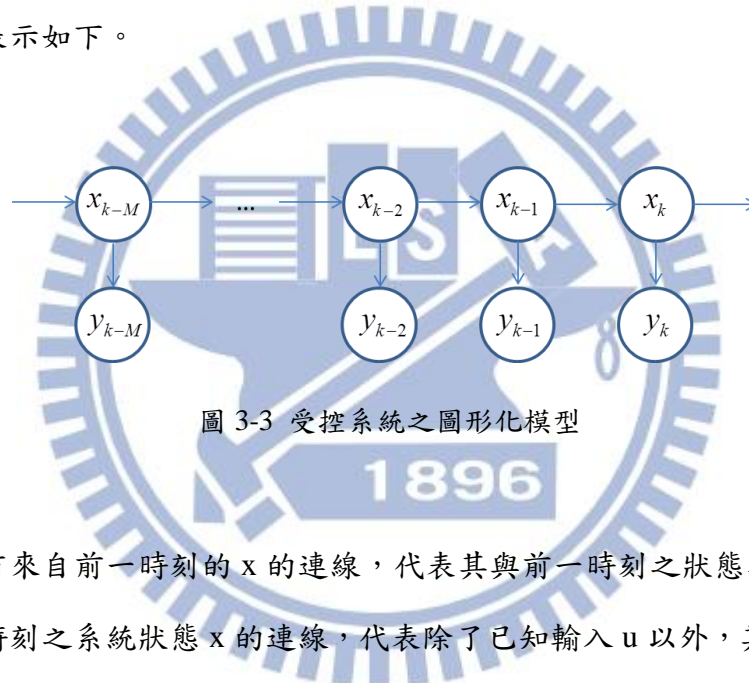 示如下。
x_{k-M} ... x_{k-2} x_{k-1} x_k
y_{k-M} y_{k-2} y_{k-1} y_k
圖 3-3 受控系統之圖形化模型
1896
來自前一時刻的 x 的連線，代表其與前一時刻之狀態
時刻之系統狀態 x 的連線，代表除了已知輸入 u 以外，